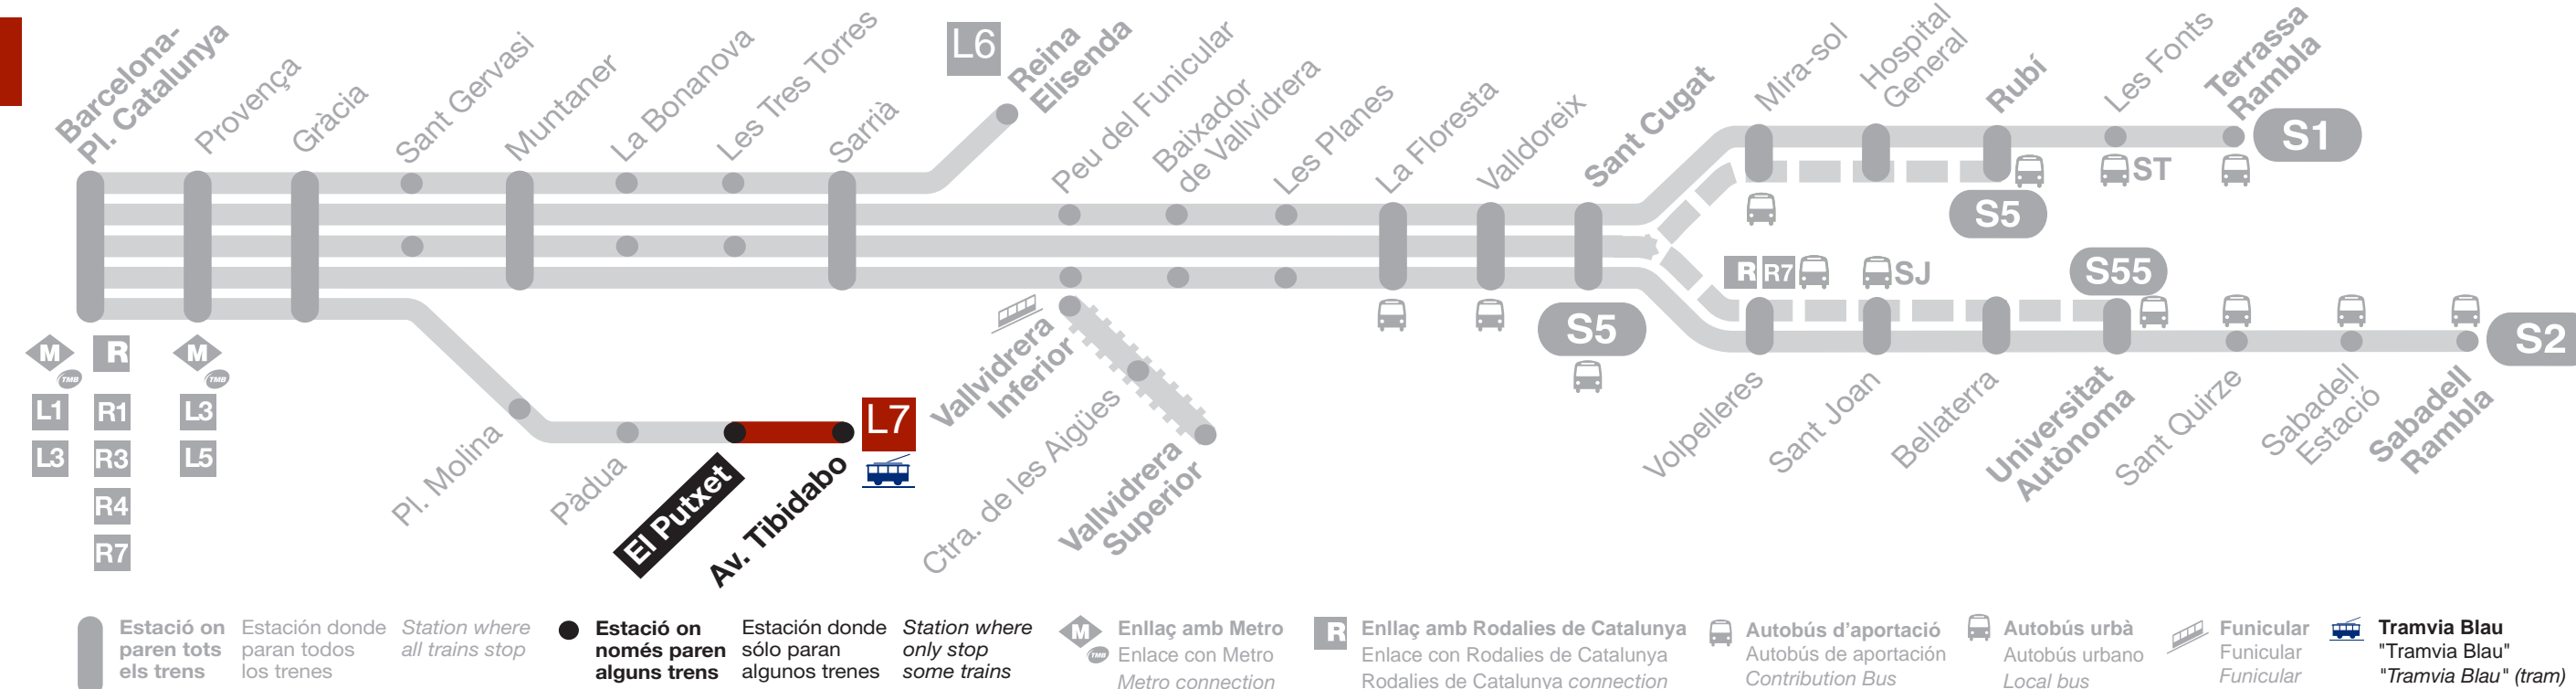 Barcelona-
Pl. Catalunya
Provença
Gràcia
Sant Gervasi
Muntaner
La Bonanova
Les Tres Torres
Sarrià
L6
Reina
Elisenda
Peu del Funicular
Baixador
de Vallvidrera
Les Planes
La Floresta
Valldoreix
Sant Cugat
Mira-sol
Hospital
General
Rubí
Les Fonts
Terrassa
Rambla
S1
ST
S5
R R7
SJ
S55
S5
S2
M
TMB
R
M
TMB
L1
R1
L3
L3
R3
L5
R4
R7
Pl. Molina
Pàdua
El Putxet
Av. Tibidabo
L7
Vallvidrera
Inferior
Ctra. de les Aigües
Vallvidrera
Superior
Volpelleres
Sant Joan
Bellaterra
Universitat
Autònoma
Sant Quirze
Sabadell
Estació
Sabadell
Rambla
Estació on
paren tots
els trens
Estación donde
paran todos
los trenes
Station where
all trains stop
Estació on
només paren
alguns trens
Estación donde
sólo paran
algunos trenes
Station where
only stop
some trains
M
TMB
Enllaç amb Metro
Enlace con Metro
Metro connection
R
Enllaç amb Rodalies de Catalunya
Enlace con Rodalies de Catalunya
Rodalies de Catalunya connection
Autobús d'aportació
Autobús de aportación
Contribution Bus
Autobús urbà
Autobús urbano
Local bus
Funicular
Funicular
Funicular
Tramvia Blau
"Tramvia Blau"
"Tramvia Blau" (tram)